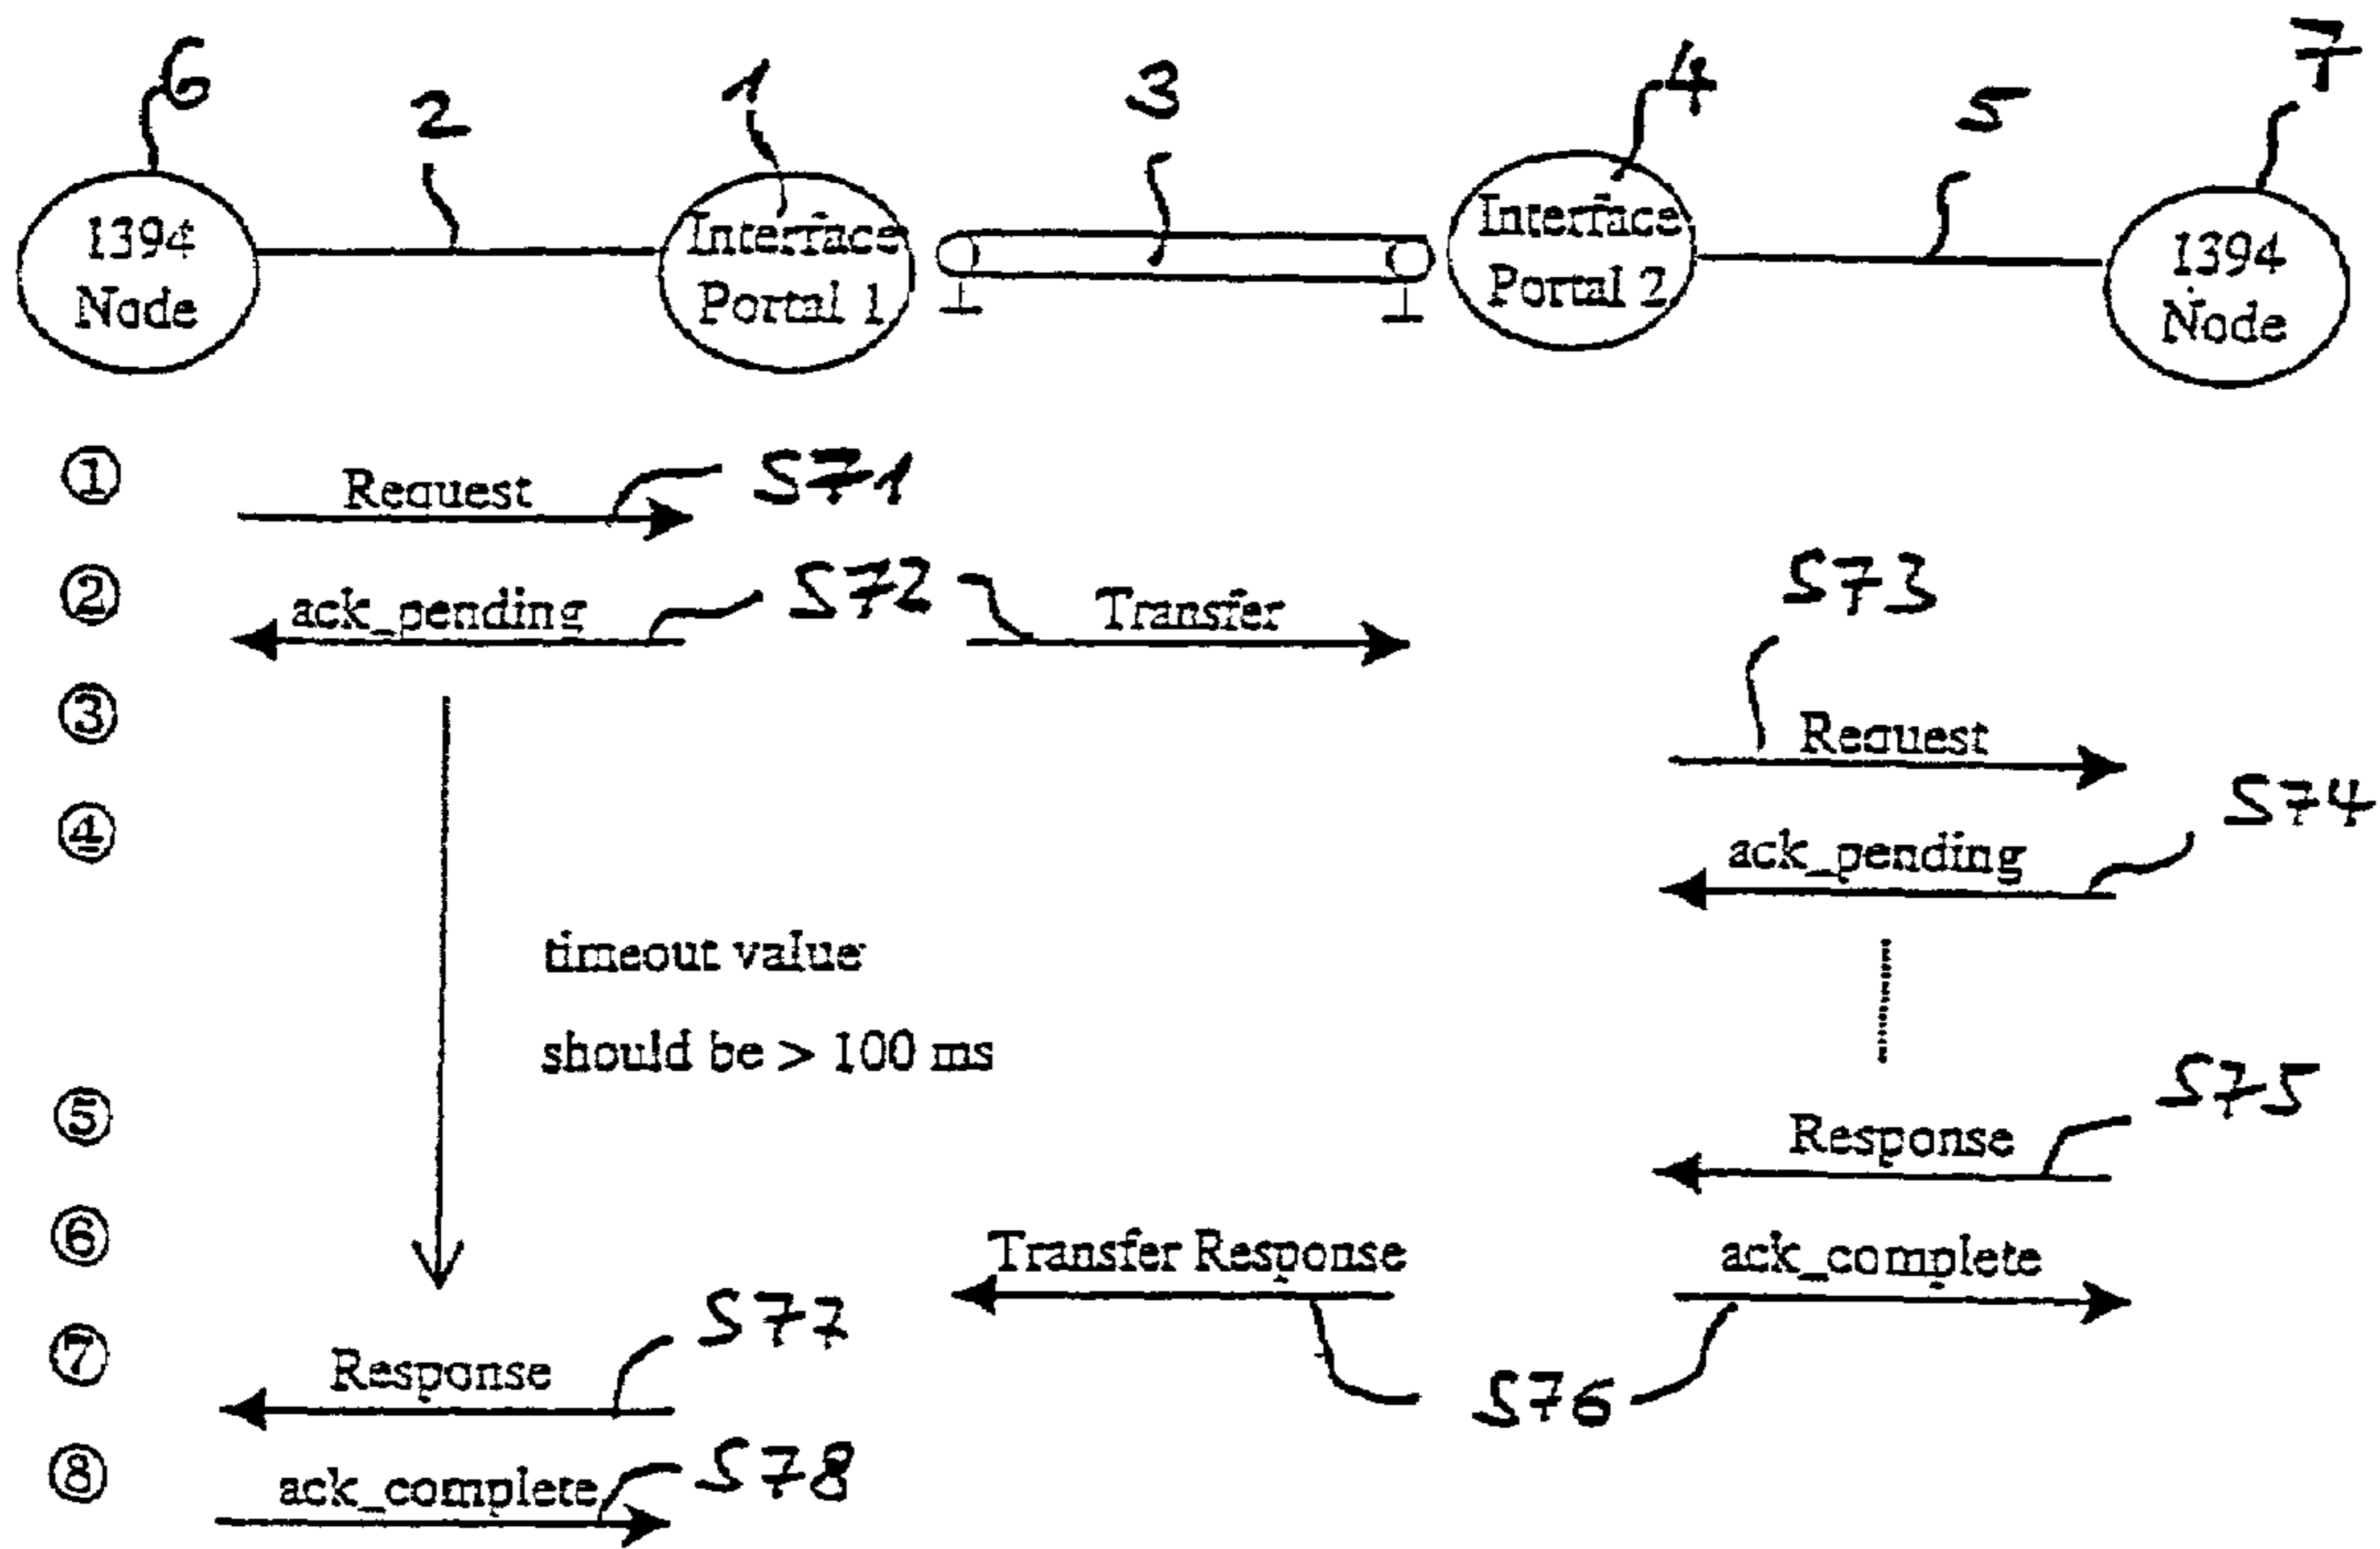 6
2
1
3
4
5
7
1394
Node
Interface
Portal 1
Interface
Portal 2
1394
Node
① Request S71
② ack_pending S72 Transfer S73
③ Request
④ ack_pending S74
timeout value
should be > 100 ms
⑤ Response S75
⑥ Transfer Response ack_complete
S76
⑦ Response S77
⑧ ack_complete S78